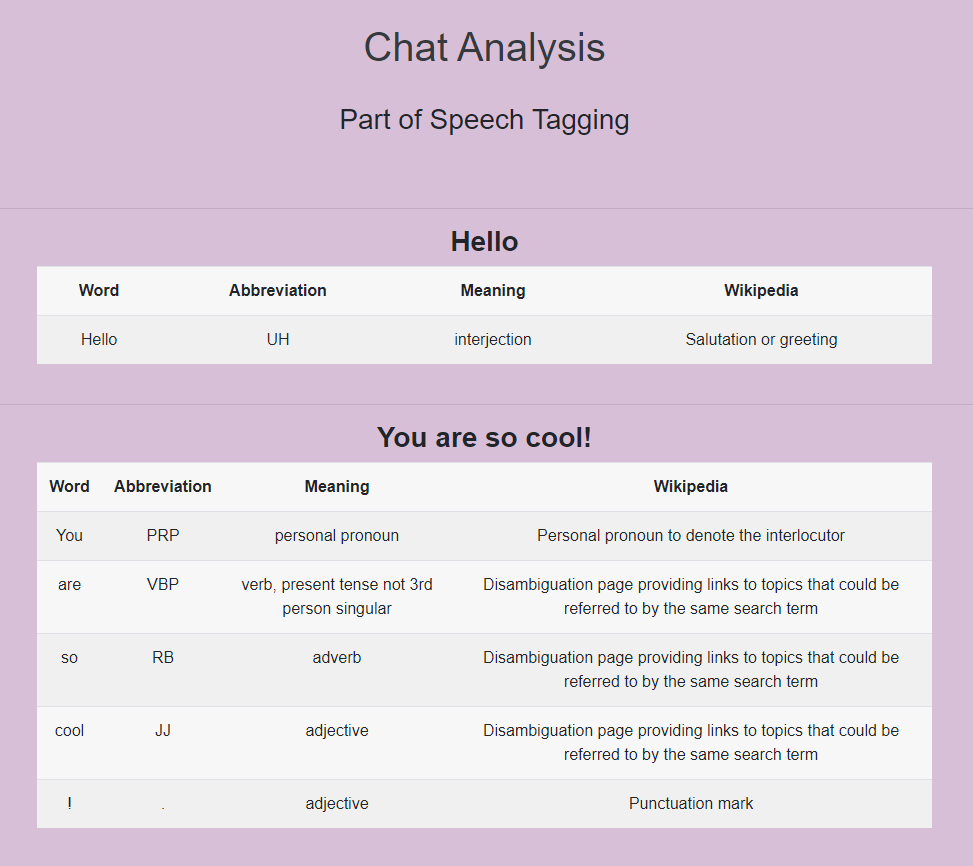 Chat Analysis
Part of Speech Tagging
Hello
Word Abbreviation Meaning Wikipedia
Hello UH interjection Salutation or greeting
You are so cool!
Word Abbreviation Meaning Wikipedia
You PRP personal pronoun Personal pronoun to denote the interlocutor
are VBP verb, present tense not 3rd Disambiguation page providing links to topics that could be
person singular referred to by the same search term
so RB adverb Disambiguation page providing links to topics that could be
referred to by the same search term
cool JJ adjective Disambiguation page providing links to topics that could be
referred to by the same search term
! . adjective Punctuation mark